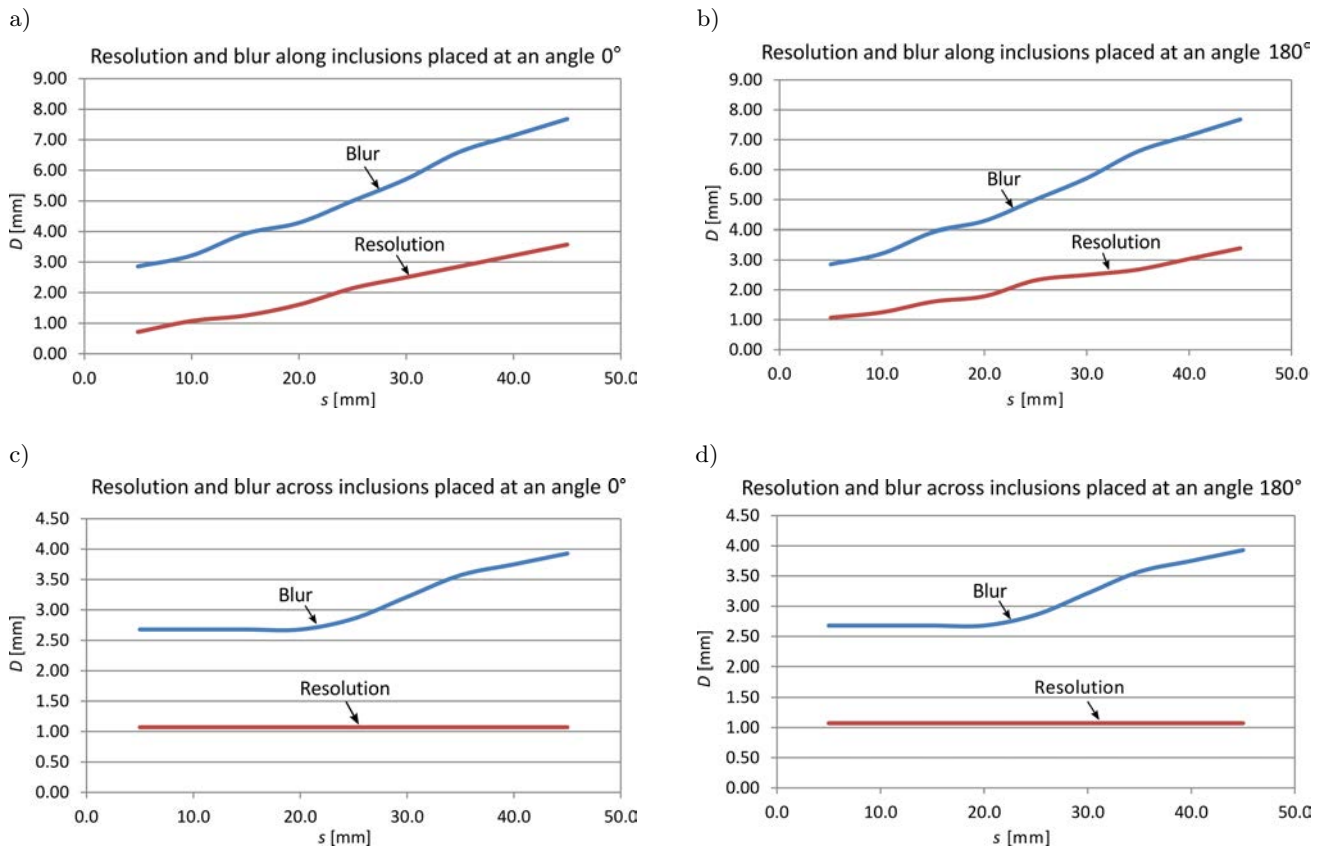 a)
Resolution and blur along inclusions placed at an angle 0°
9.00
8.00
7.00
6.00
5.00
4.00
3.00
2.00
1.00
0.00
D [mm]
Blur
Resolution
0.0 10.0 20.0 30.0 40.0 50.0
s [mm]
b)
Resolution and blur along inclusions placed at an angle 180°
9.00
8.00
7.00
6.00
5.00
4.00
3.00
2.00
1.00
0.00
D [mm]
Blur
Resolution
0.0 10.0 20.0 30.0 40.0 50.0
s [mm]
c)
Resolution and blur across inclusions placed at an angle 0°
4.50
4.00
3.50
3.00
2.50
2.00
1.50
1.00
0.50
0.00
D [mm]
Blur
Resolution
0.0 10.0 20.0 30.0 40.0 50.0
s [mm]
d)
Resolution and blur across inclusions placed at an angle 180°
4.50
4.00
3.50
3.00
2.50
2.00
1.50
1.00
0.50
0.00
D [mm]
Blur
Resolution
0.0 10.0 20.0 30.0 40.0 50.0
s [mm]